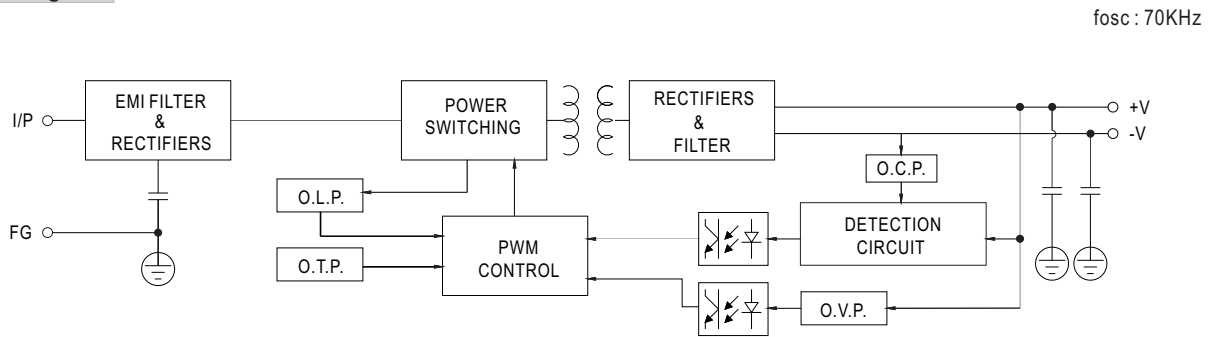 fosc : 70KHz
I/P
EMI FILTER
&
RECTIFIERS
POWER
SWITCHING
RECTIFIERS
&
FILTER
+V
-V
O.C.P.
O.L.P.
FG
PWM
CONTROL
DETECTION
CIRCUIT
O.T.P.
O.V.P.